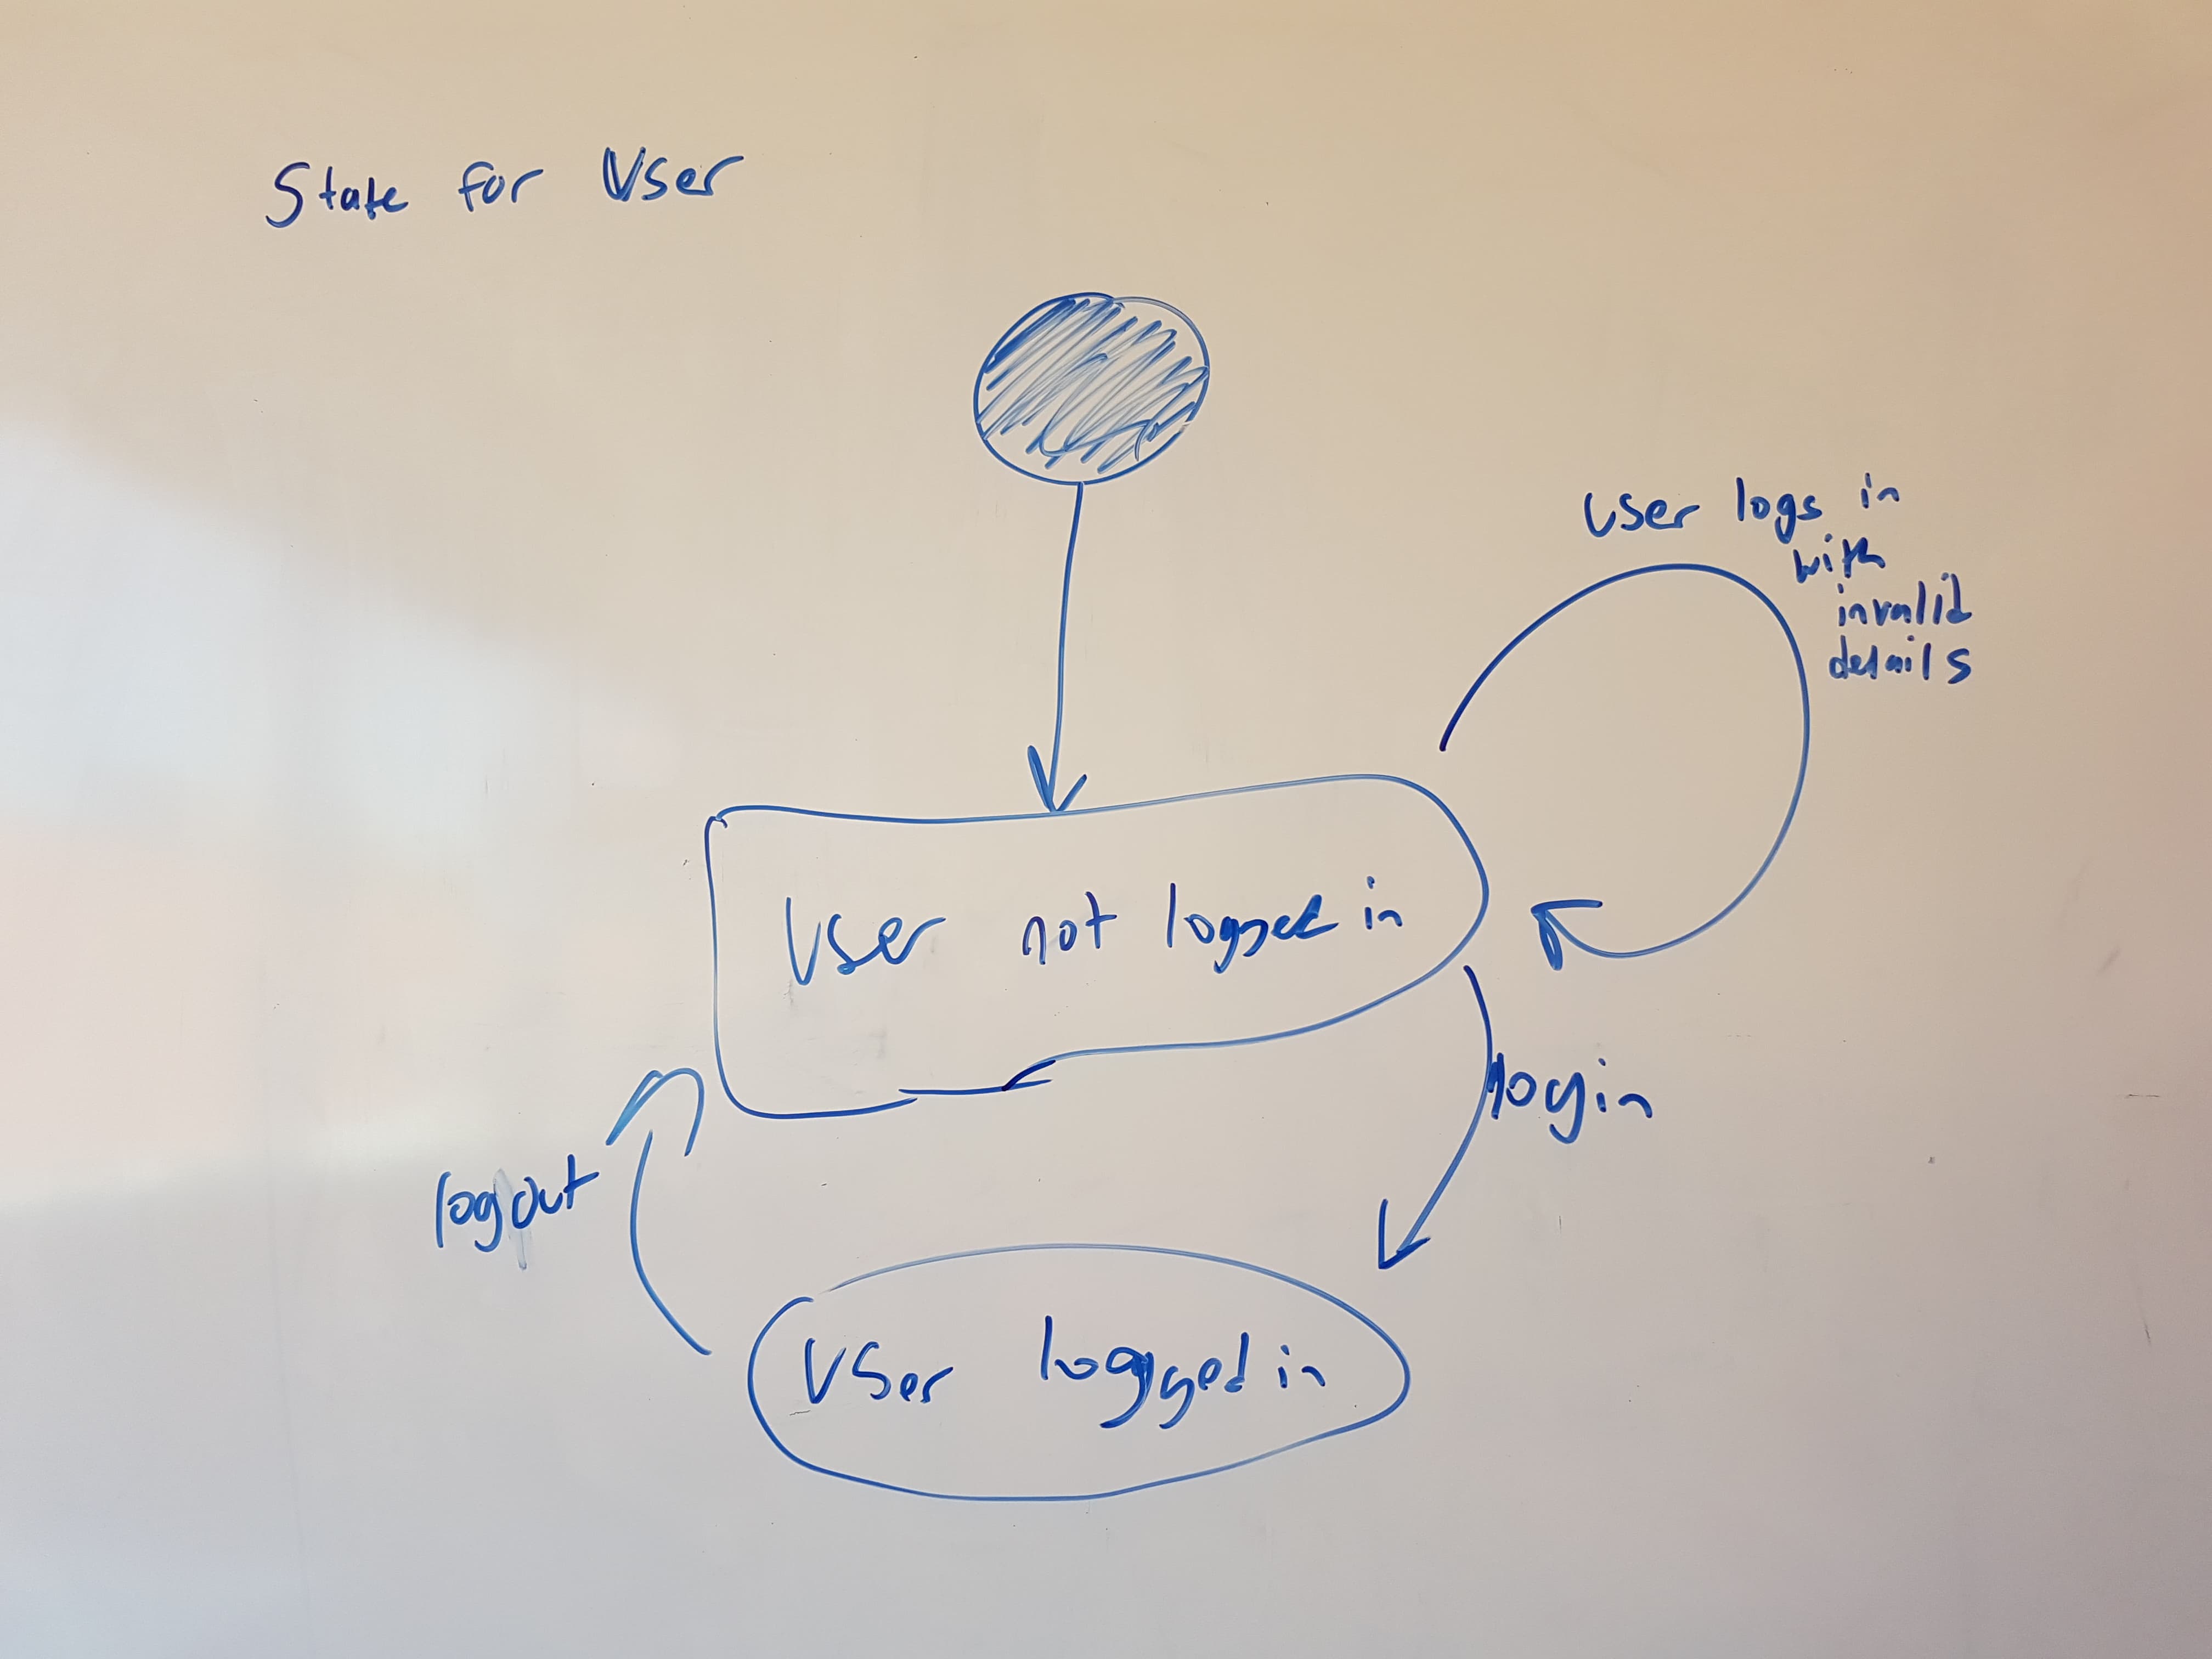 State for User
User logs in
with
invalid
details
User not logged in
login
logout
User logged in